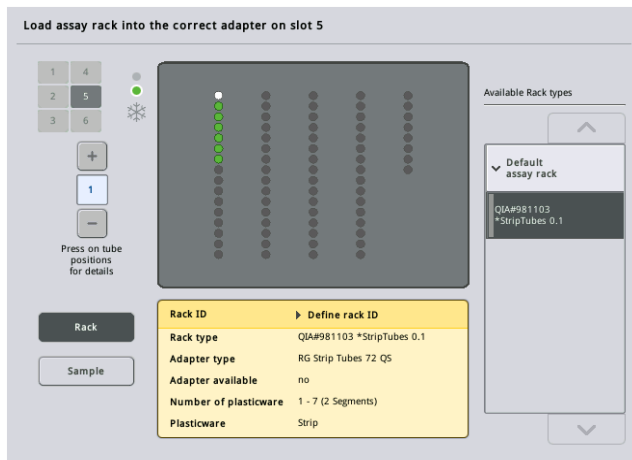 Load assay rack into the correct adapter on slot 5
1 4
2 5
3 6
+
1
−
Press on tube
positions
for details
Rack
Sample
Available Rack types
Default
assay rack
QIA#981103
*StripTubes 0.1
Rack ID Define rack ID
Rack type QIA#981103 *StripTubes 0.1
Adapter type RG Strip Tubes 72 QS
Adapter available no
Number of plasticware 1 - 7 (2 Segments)
Plasticware Strip